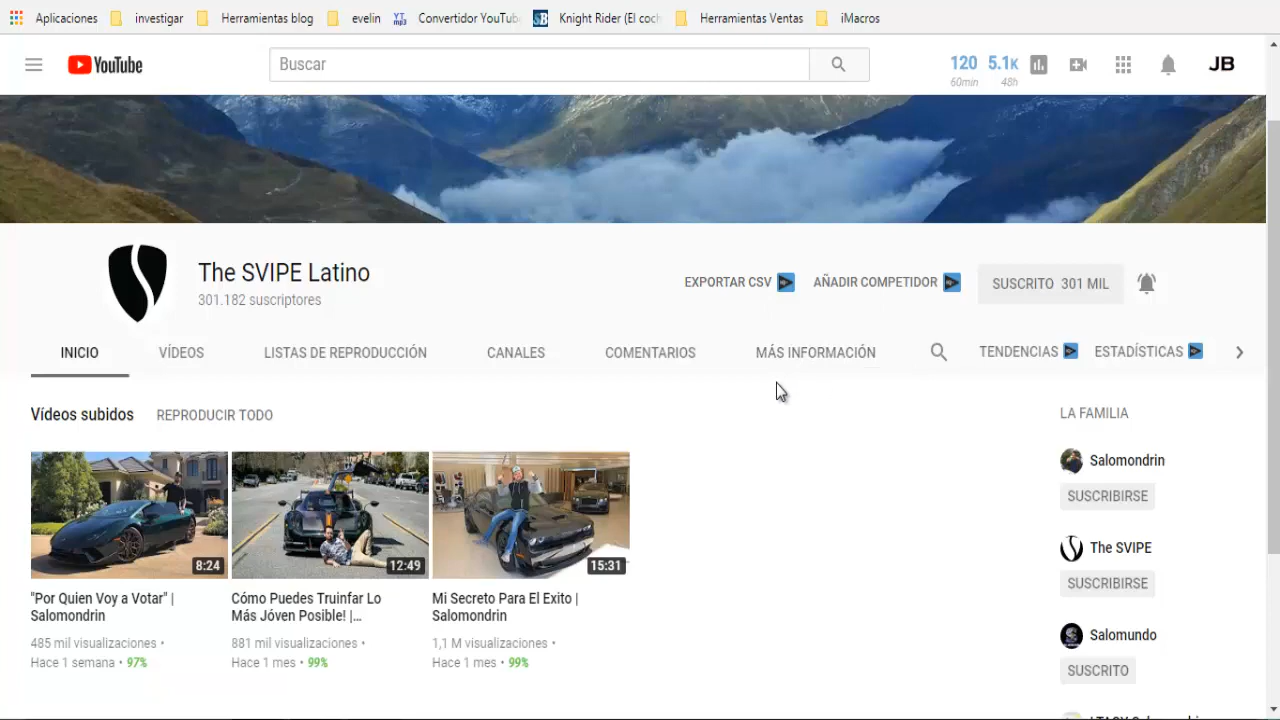 Aplicaciones investigar Herramientas blog evelin YT mp3 Convertidor YouTub Knight Rider (El coch Herramientas Ventas iMacros
YouTube Buscar 120 5.1K JB
60min 48h
The SVIPE Latino
301.182 suscriptores
EXPORTAR CSV AÑADIR COMPETIDOR SUSCRITO 301 MIL
INICIO VÍDEOS LISTAS DE REPRODUCCIÓN CANALES COMENTARIOS MÁS INFORMACIÓN TENDENCIAS ESTADÍSTICAS
Vídeos subidos REPRODUCIR TODO
8:24 12:49 15:31
"Por Quien Voy a Votar" |
Salomondrin
485 mil visualizaciones •
Hace 1 semana • 97%
Cómo Puedes Truinfar Lo
Más Jóven Posible! |...
881 mil visualizaciones •
Hace 1 mes • 99%
Mi Secreto Para El Exito |
Salomondrin
1,1 M visualizaciones •
Hace 1 mes • 99%
LA FAMILIA
Salomondrin
SUSCRIBIRSE
The SVIPE
SUSCRIBIRSE
Salomundo
SUSCRITO